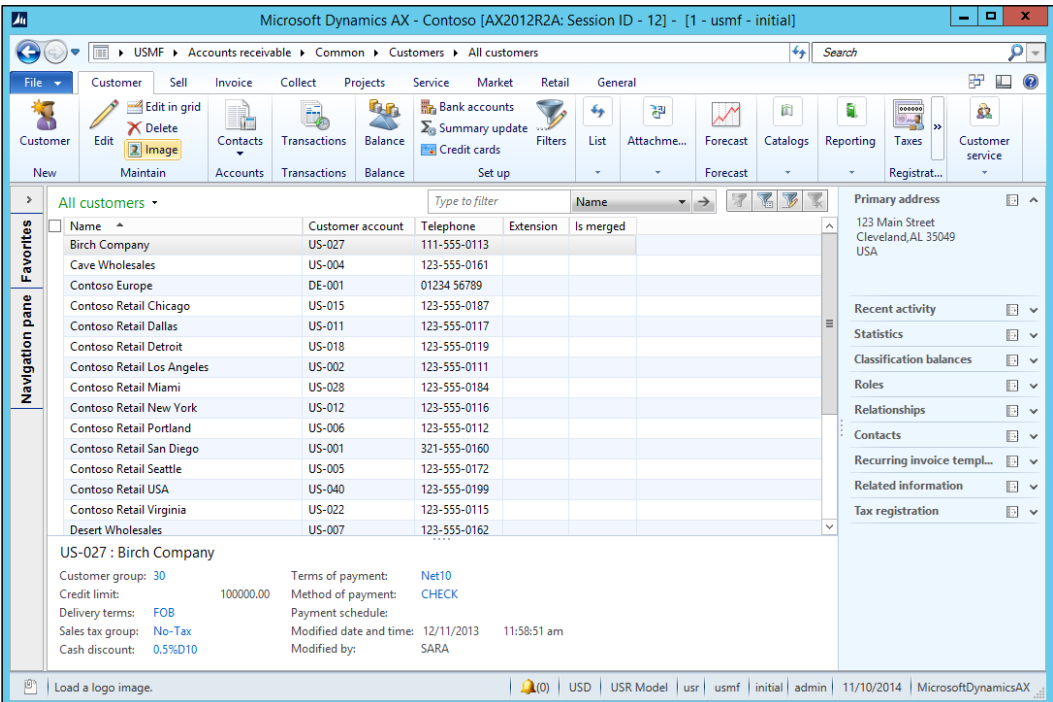 Microsoft Dynamics AX - Contoso [AX2012R2A: Session ID - 12] - [1 - usmf - initial]
USMF Accounts receivable Common Customers All customers
Search
File Customer Sell Invoice Collect Projects Service Market Retail General
Customer
New
Edit
Edit in grid
Delete
Image
Maintain
Contacts
Accounts
Transactions
Transactions
Balance
Balance
Bank accounts
Summary update
Credit cards
Filters
Set up
List
Attachme...
Forecast
Forecast
Catalogs
Reporting
Taxes
Registrat...
Customer service
Favorites
Navigation pane
All customers
Type to filter
Name
Name Customer account Telephone Extension Is merged
Birch Company US-027 111-555-0113
Cave Wholesales US-004 123-555-0161
Contoso Europe DE-001 01234 56789
Contoso Retail Chicago US-015 123-555-0187
Contoso Retail Dallas US-011 123-555-0117
Contoso Retail Detroit US-018 123-555-0119
Contoso Retail Los Angeles US-002 123-555-0111
Contoso Retail Miami US-028 123-555-0184
Contoso Retail New York US-012 123-555-0116
Contoso Retail Portland US-006 123-555-0112
Contoso Retail San Diego US-001 321-555-0160
Contoso Retail Seattle US-005 123-555-0172
Contoso Retail USA US-040 123-555-0199
Contoso Retail Virginia US-022 123-555-0115
Desert Wholesales US-007 123-555-0162
US-027 : Birch Company
Customer group: 30 Terms of payment: Net10
Credit limit: 100000.00 Method of payment: CHECK
Delivery terms: FOB Payment schedule:
Sales tax group: No-Tax Modified date and time: 12/11/2013 11:58:51 am
Cash discount: 0.5%D10 Modified by: SARA
Primary address
123 Main Street
Cleveland,AL 35049
USA
Recent activity
Statistics
Classification balances
Roles
Relationships
Contacts
Recurring invoice templ...
Related information
Tax registration
Load a logo image.
(0) USD USR Model usr usmf initial admin 11/10/2014 MicrosoftDynamicsAX